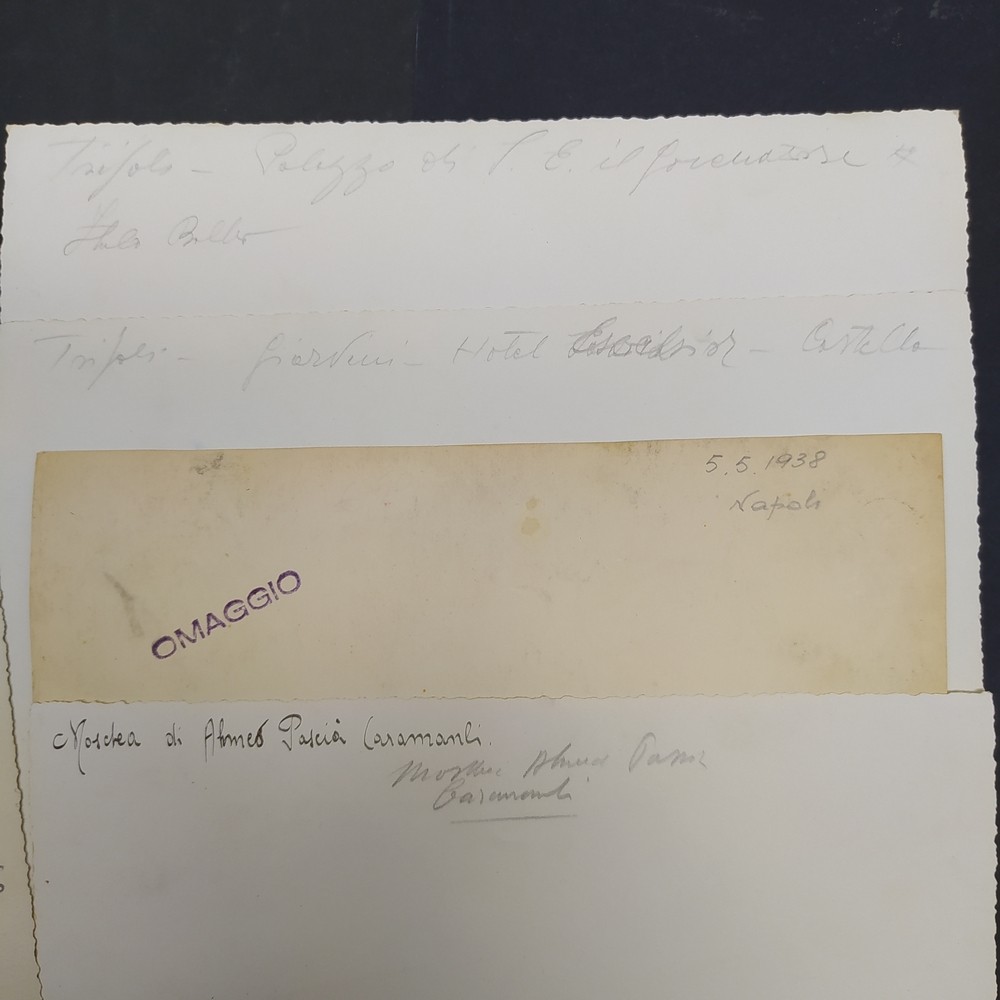 Tripoli - Palazzo di S. E. il governatore
Italo Balbo
Tripoli - Giardini - Hotel - Castello
5.5.1938
Napoli
OMAGGIO
Moschea di Ahmed Pascià Caramanli.
Ahmed
Caramanli